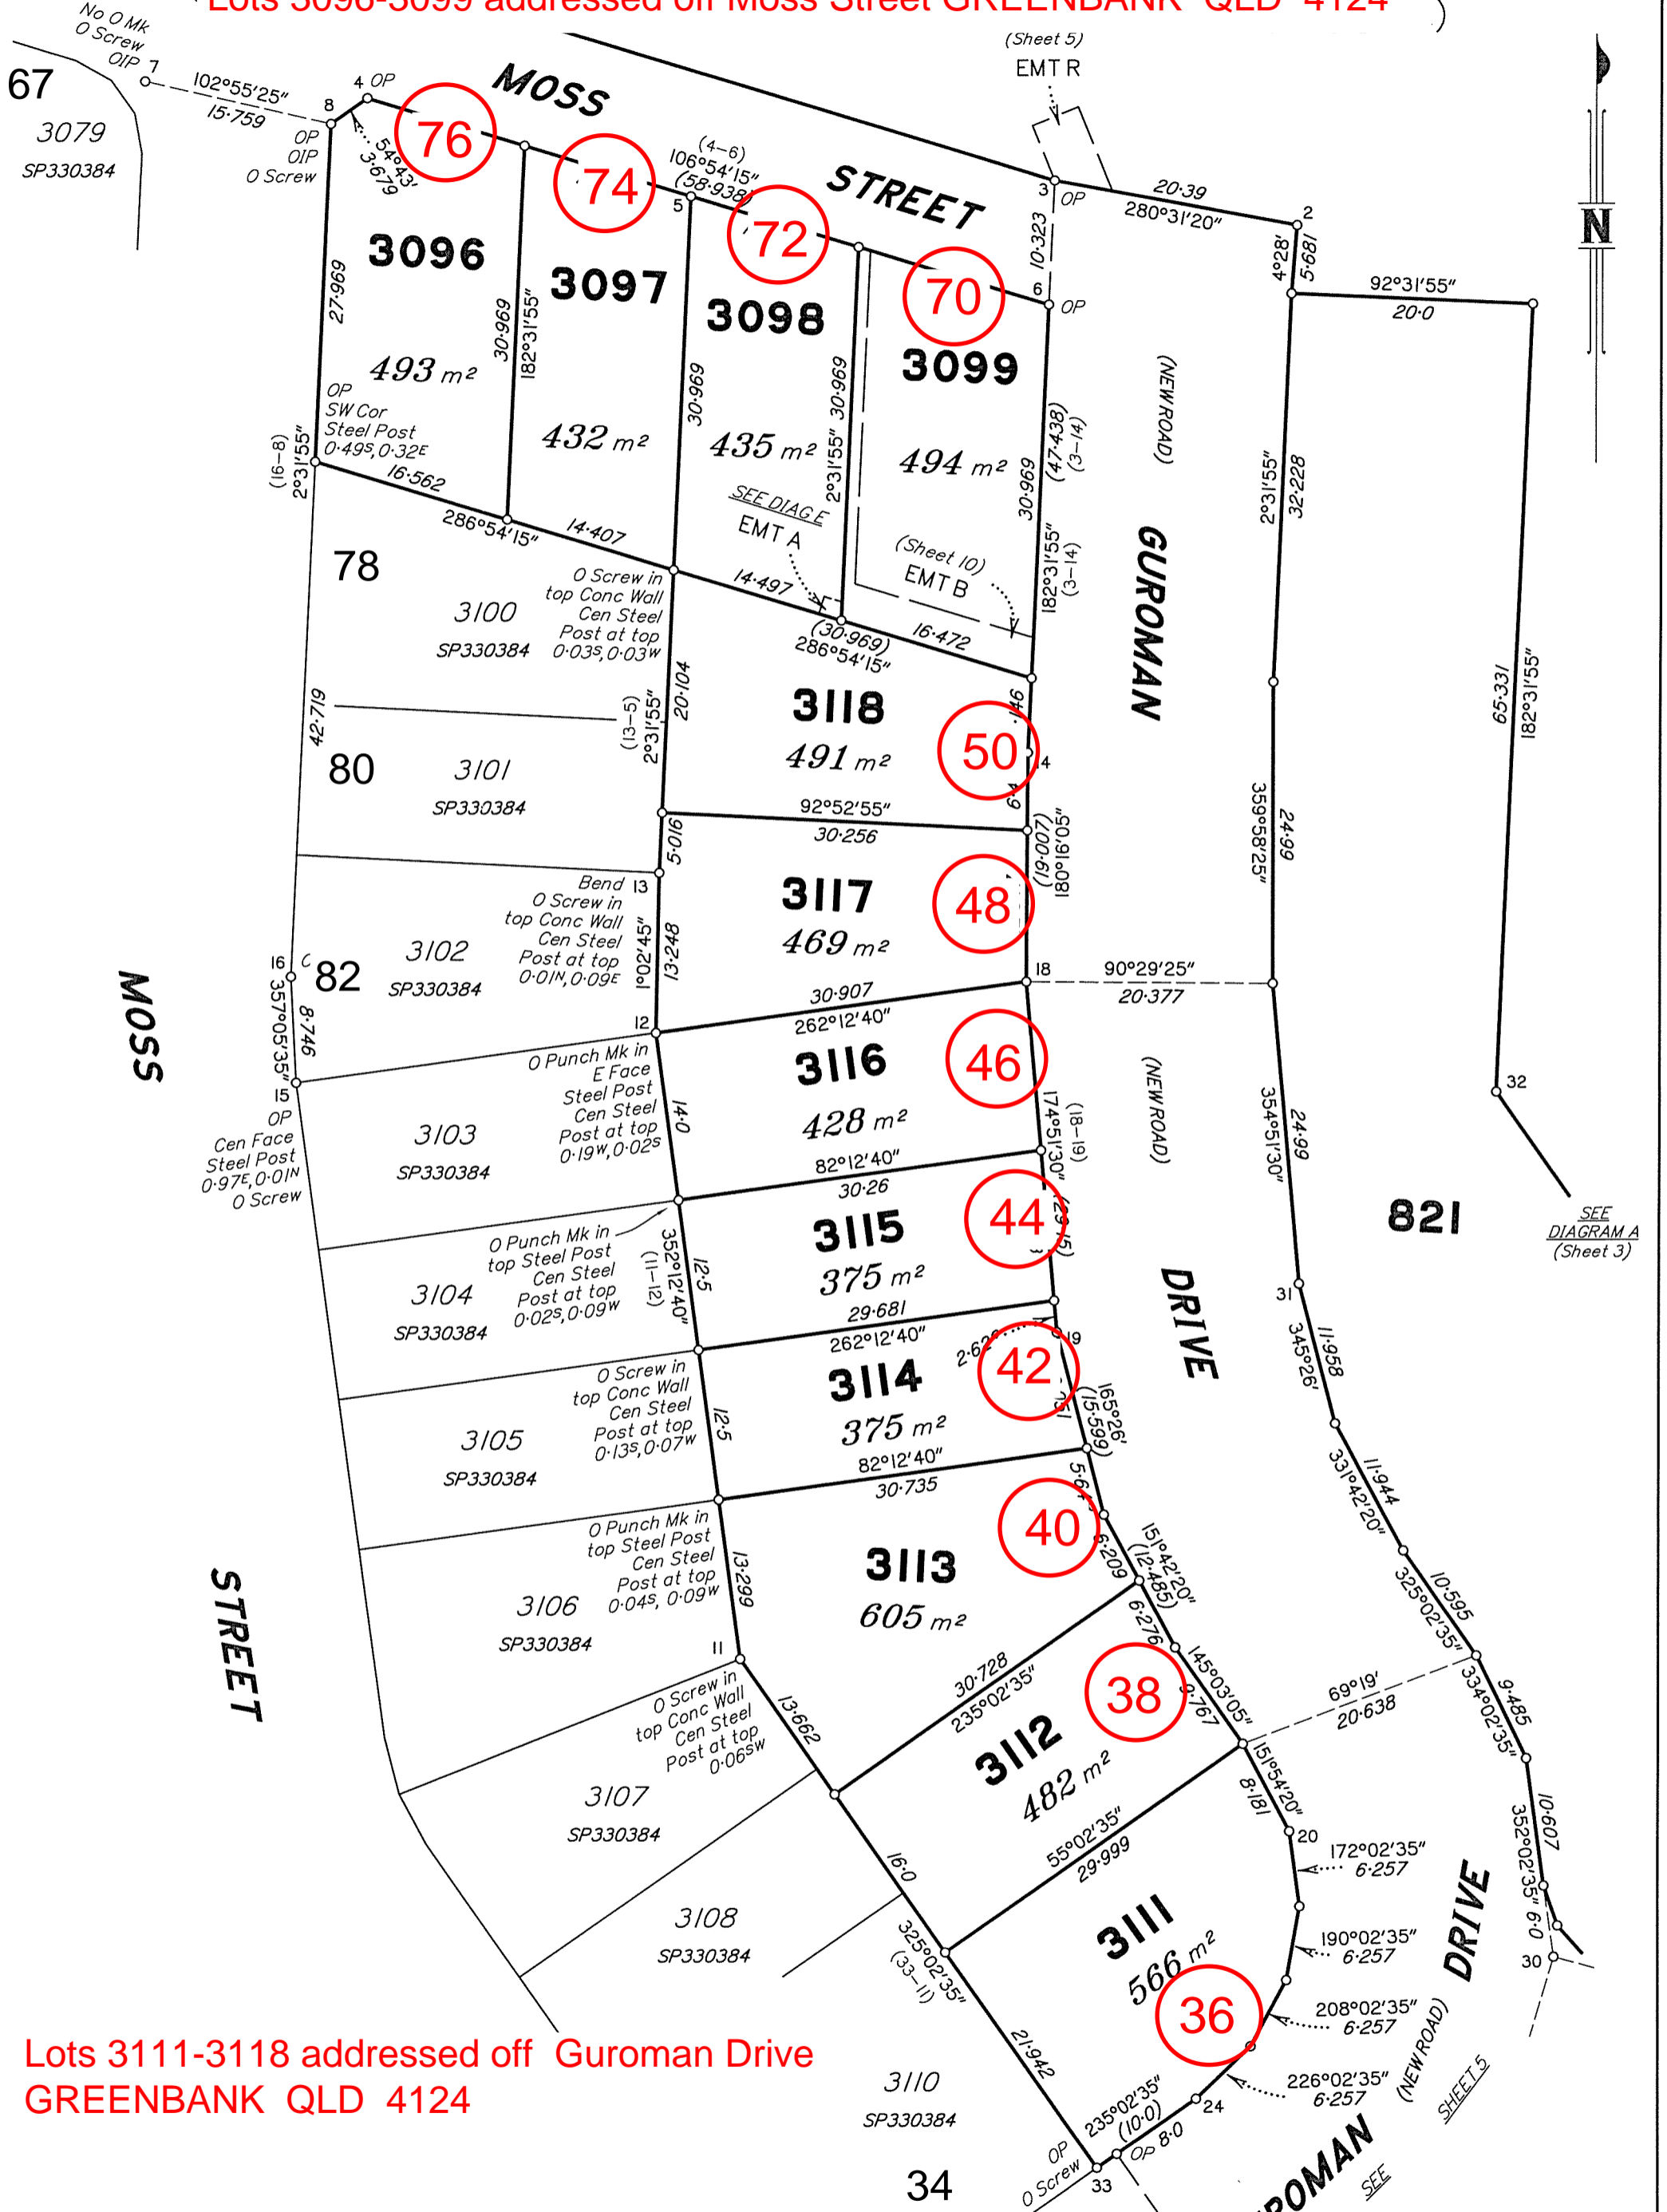 Lots 3096-3099 addressed off Moss Street GREENBANK QLD 4124
No O Mk
O Screw
OIP 7
67
3079
SP330384
102°55'25"
15·759
8
4 OP
OP
OIP
O Screw
54°43'
3·679
MOSS
STREET
76
74
72
70
(4-6)
106°54'15"
(58·938)
5
(Sheet 5)
EMT R
3
OP
20·39
280°31'20"
2
10·323
6
OP
4°28'
5·681
92°31'55"
20·0
N
3096
493 m²
27·969
30·969
182°31'55"
3097
432 m²
30·969
3098
435 m²
2°31'55" 30·969
3099
494 m²
30·969
(47·438)
(3-14)
182°31'55"
(3-14)
(NEW ROAD)
2°31'55"
32·228
OP
SW Cor
Steel Post
0·49S,0·32E
(16-8)
2°31'55"
16·562
286°54'15"
14·407
SEE DIAG E
EMT A
14·497
(Sheet 10)
EMT B
(30·969)
286°54'15"
16·472
GUROMAN
65·331
182°31'55"
78
3100
SP330384
O Screw in
top Conc Wall
Cen Steel
Post at top
0·03S,0·03W
42·719
(13-5)
2°31'55"
20·104
3118
491 m²
50
80
3101
SP330384
92°52'55"
30·256
5·016
(19·007)
180°16'05"
359°58'25"
24·99
3117
469 m²
48
Bend 13
O Screw in
top Conc Wall
Cen Steel
Post at top
0·01N,0·09E
1°02'45"
13·248
16 C
82
3102
SP330384
18
90°29'25"
20·377
30·907
262°12'40"
12
MOSS
357°05'35"
8·746
15
OP
Cen Face
Steel Post
0·97E,0·01N
O Screw
O Punch Mk in
E Face
Steel Post
Cen Steel
Post at top
0·19W,0·02S
3103
SP330384
14·0
3116
428 m²
46
174°51'30"
(18-19)
(NEW ROAD)
354°51'30"
24·99
32
82°12'40"
30·26
821
SEE
DIAGRAM A
(Sheet 3)
O Punch Mk in
top Steel Post
Cen Steel
Post at top
0·02S,0·09W
352°12'40"
(11-12)
12·5
3104
SP330384
3115
375 m²
44
29·681
262°12'40"
31
DRIVE
19
3114
375 m²
42
165°26'
(15·599)
345°26'
11·958
O Screw in
top Conc Wall
Cen Steel
Post at top
0·13S,0·07W
12·5
3105
SP330384
82°12'40"
30·735
331°42'20"
11·944
O Punch Mk in
top Steel Post
Cen Steel
Post at top
0·04S, 0·09W
13·299
3106
SP330384
11
3113
605 m²
40
6·209
151°42'20"
(12·485)
325°02'35"
10·595
STREET
30·728
235°02'35"
6·276
145°03'05"
9·767
69°19'
20·638
334°02'35"
9·485
O Screw in
top Conc Wall
Cen Steel
Post at top
0·06SW
13·662
3107
SP330384
3112
482 m²
38
151°54'20"
8·181
20
352°02'35"
10·607
6·0
30
55°02'35"
29·999
172°02'35"
6·257
3108
SP330384
16·0
3111
566 m²
36
190°02'35"
6·257
325°02'35"
(33-11)
208°02'35"
6·257
DRIVE
(NEW ROAD)
SHEET 5
226°02'35"
6·257
24
Lots 3111-3118 addressed off Guroman Drive
GREENBANK QLD 4124
21·942
3110
SP330384
235°02'35"
(10·0)
OP 8·0
OP
O Screw
33
34
SEE